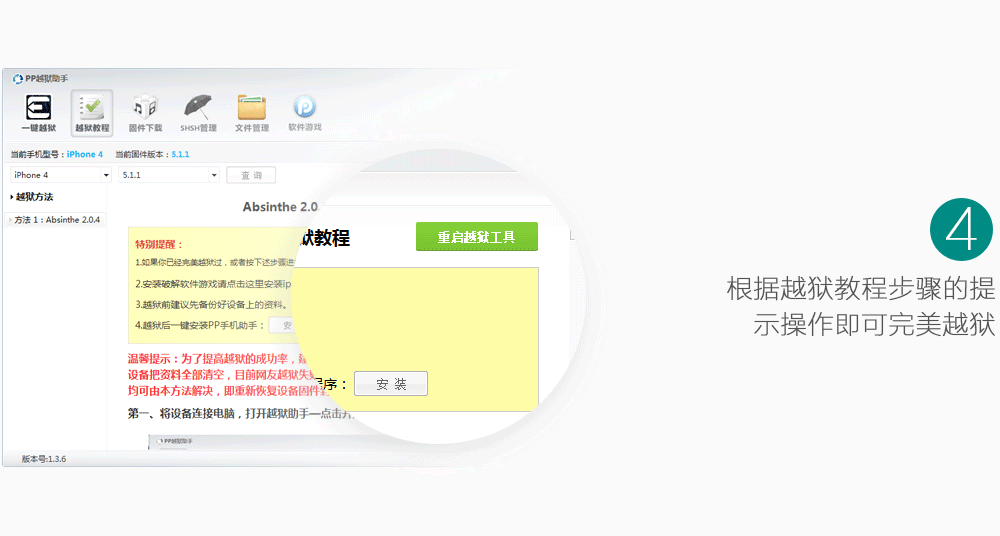 PP越狱助手
一键越狱
越狱教程
固件下载
SHSH管理
文件管理
软件游戏
当前手机型号：iPhone 4 当前固件版本：5.1.1
iPhone 4
5.1.1
查 询
越狱方法
Absinthe 2.0
方法 1：Absinthe 2.0.4
狱教程
重启越狱工具
特别提醒：
1.如果你已经完美越狱过，或者按下述步骤进
2.安装破解软件游戏请点击这里安装ip
3.越狱前建议先备份好设备上的资料。
4.越狱后一键安装PP手机助手：
安
程序：
安 装
温馨提示：为了提高越狱的成功率，
设备把资料全部清空，目前网友越狱失
均可由本方法解决，即重新恢复设备固件
第一、将设备连接电脑，打开越狱助手—点击
PP越狱助手
版本号:1.3.6
4
根据越狱教程步骤的提
示操作即可完美越狱